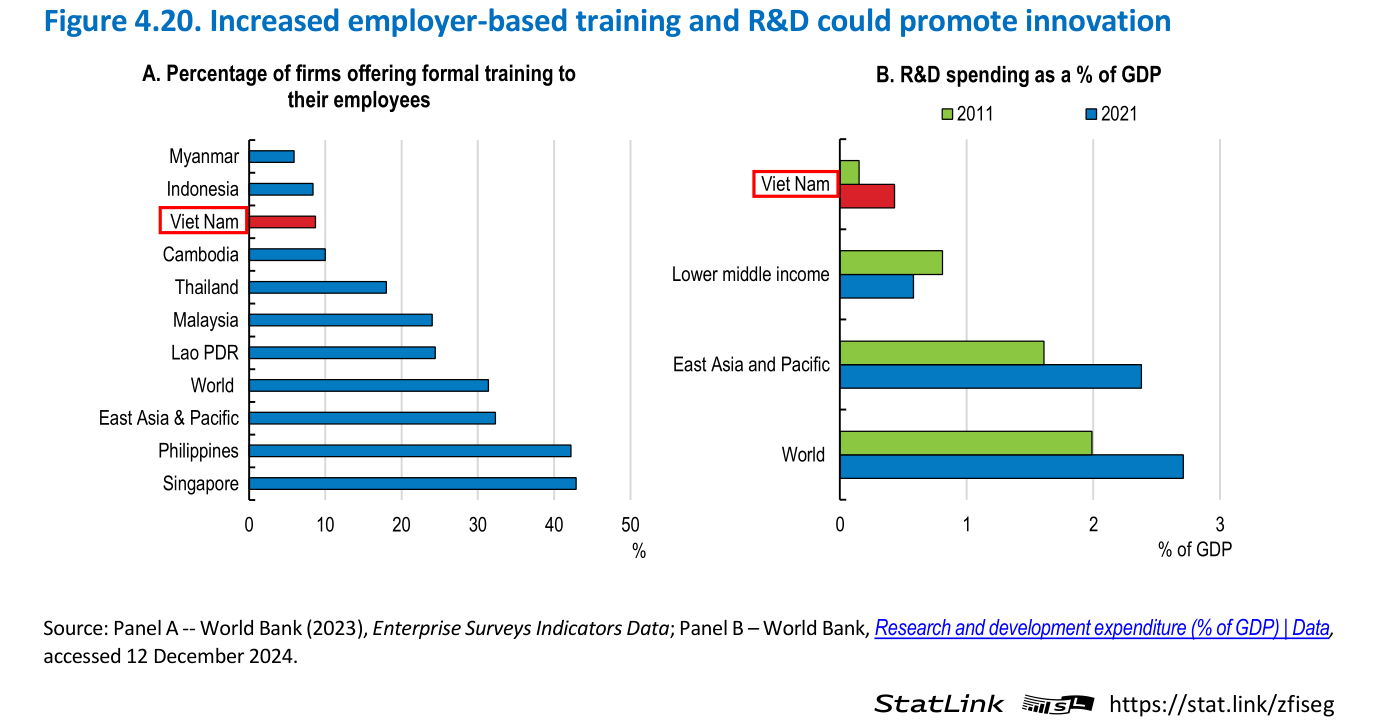 Figure 4.20. Increased employer-based training and R&D could promote innovation
A. Percentage of firms offering formal training to
their employees
Myanmar
Indonesia
Viet Nam
Cambodia
Thailand
Malaysia
Lao PDR
World
East Asia & Pacific
Philippines
Singapore
0 10 20 30 40 50
%
B. R&D spending as a % of GDP
2011 2021
Viet Nam
Lower middle income
East Asia and Pacific
World
0 1 2 3
% of GDP
Source: Panel A -- World Bank (2023), Enterprise Surveys Indicators Data; Panel B – World Bank, Research and development expenditure (% of GDP) | Data,
accessed 12 December 2024.
StatLink https://stat.link/zfiseg